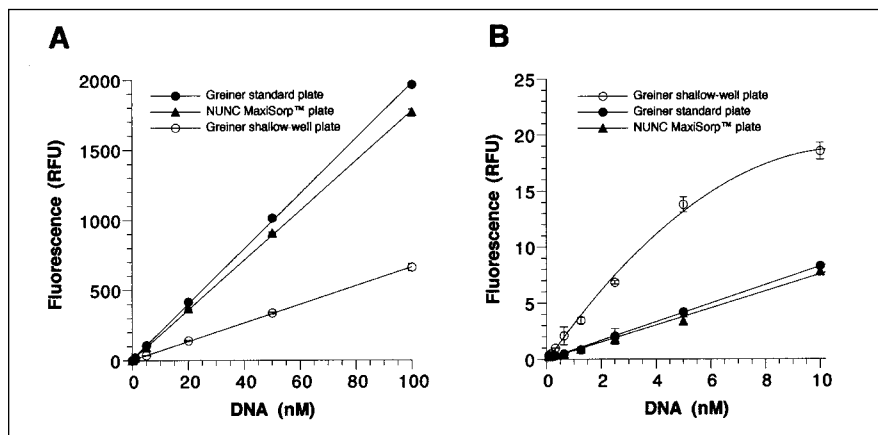 A
2000
1500
1000
500
0
Fluorescence (RFU)
Greiner standard plate
NUNC MaxiSorp™ plate
Greiner shallow-well plate
0 20 40 60 80 100
DNA (nM)
B
25
20
15
10
5
0
Fluorescence (RFU)
Greiner shallow-well plate
Greiner standard plate
NUNC MaxiSorp™ plate
0 2 4 6 8 10
DNA (nM)